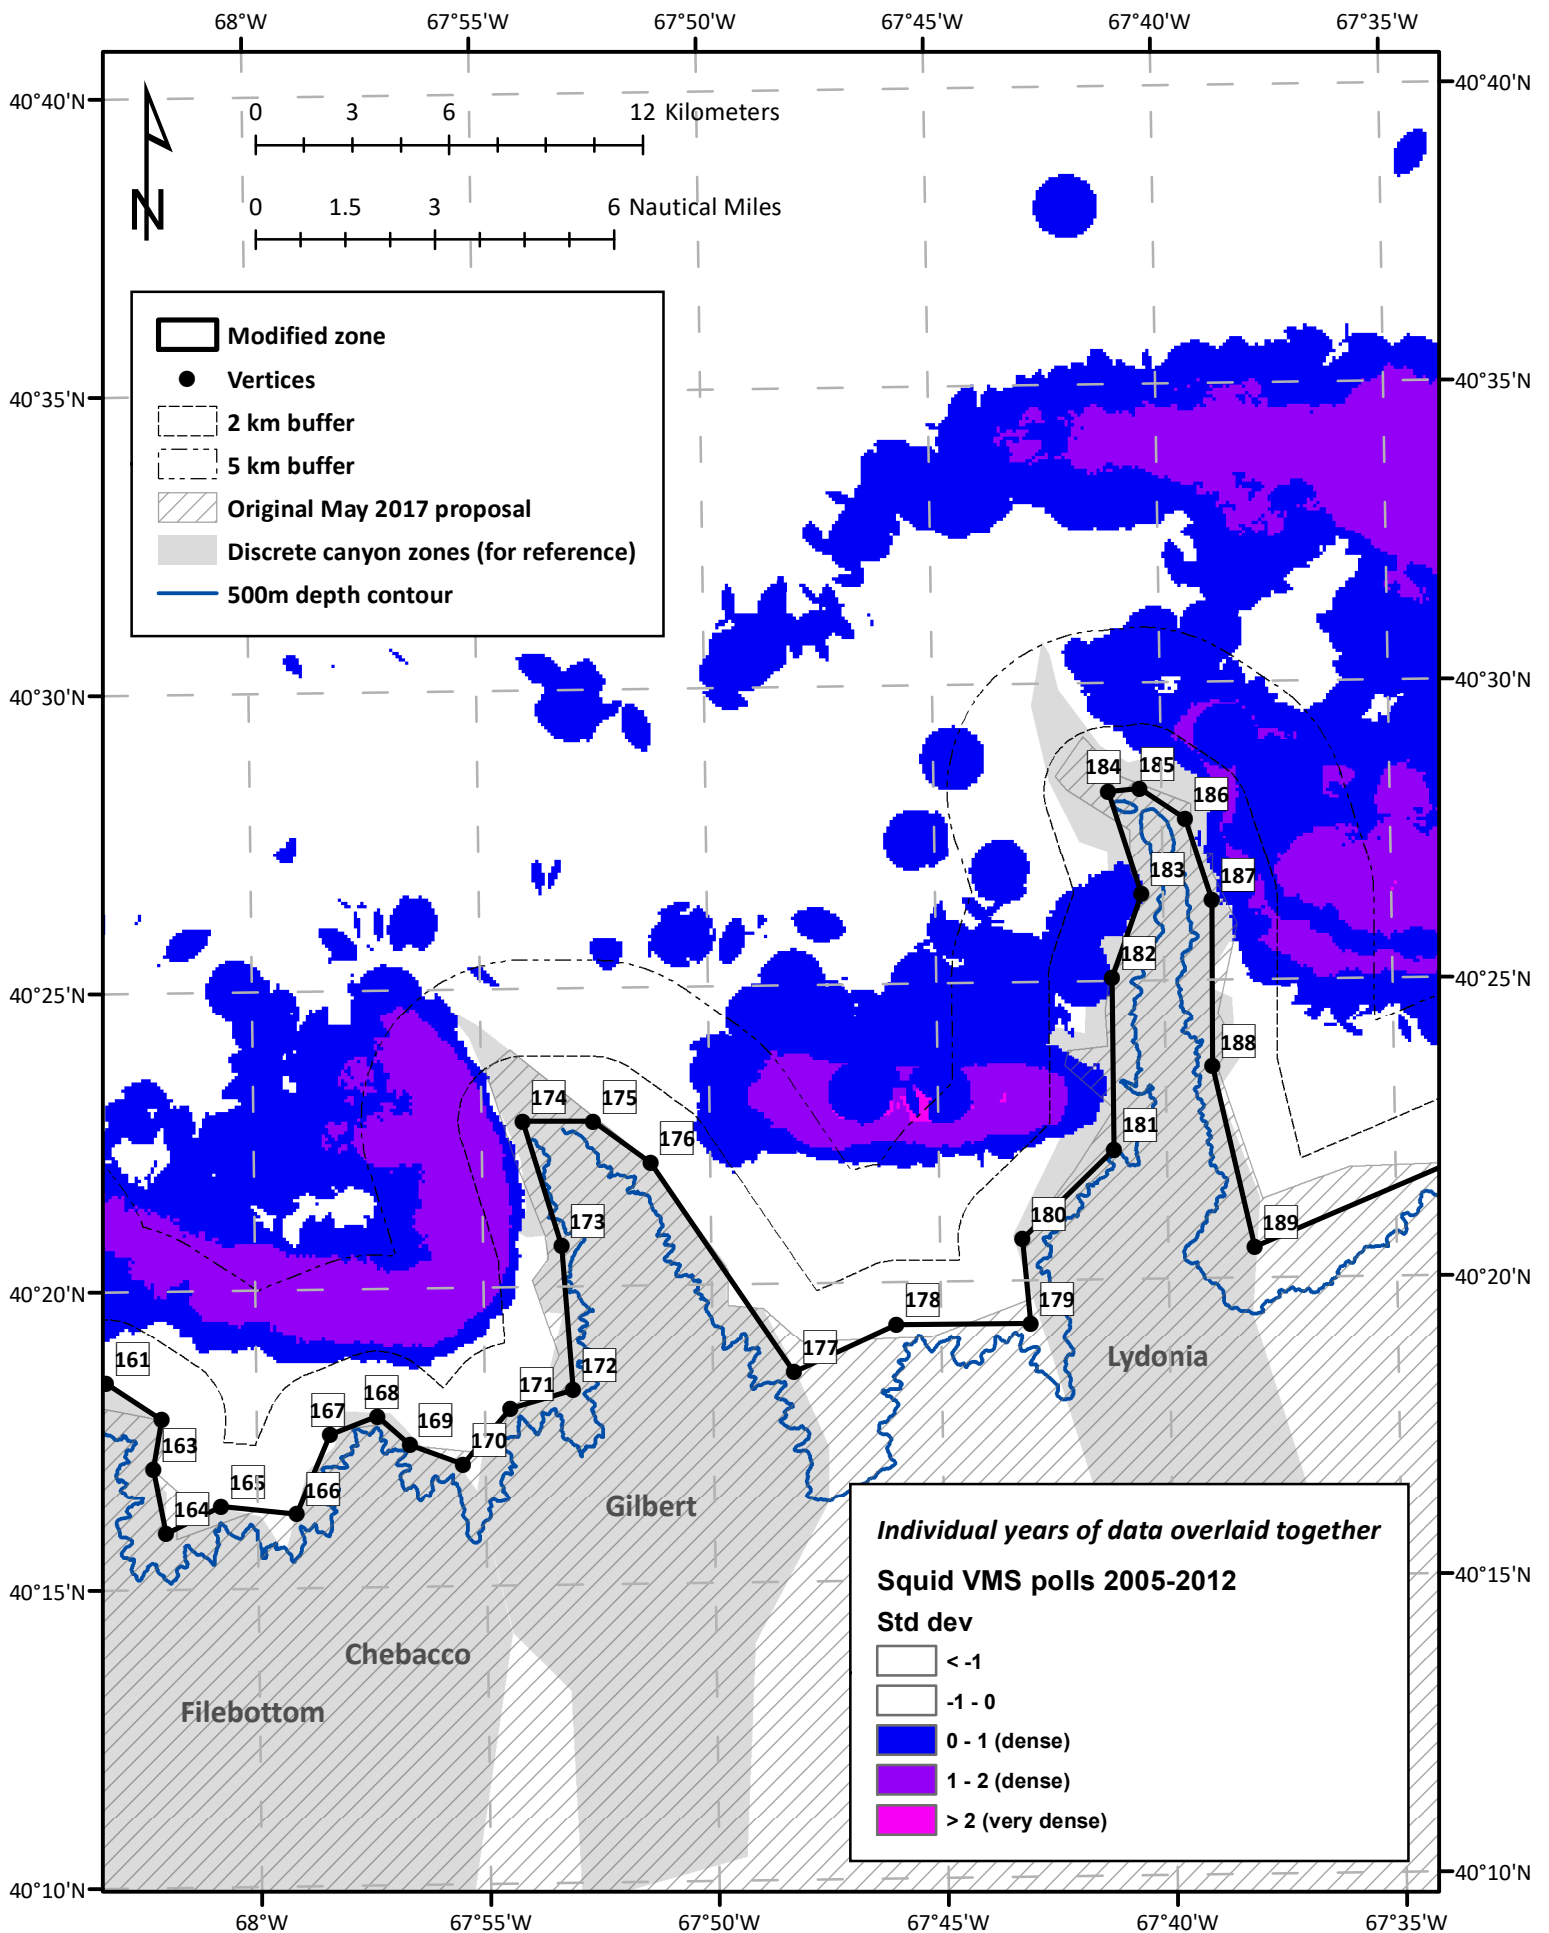 68°W 67°55'W 67°50'W 67°45'W 67°40'W 67°35'W
40°40'N
40°35'N
40°30'N
40°25'N
40°20'N
40°15'N
40°10'N
0 3 6 12 Kilometers
0 1.5 3 6 Nautical Miles
N
Modified zone
Vertices
2 km buffer
5 km buffer
Original May 2017 proposal
Discrete canyon zones (for reference)
500m depth contour
184
185
186
183
187
182
188
181
174
175
176
173
180
189
179
178
177
172
171
161
168
167
169
170
163
165
166
164
Lydonia
Gilbert
Chebacco
Filebottom
Individual years of data overlaid together
Squid VMS polls 2005-2012
Std dev
< -1
-1 - 0
0 - 1 (dense)
1 - 2 (dense)
> 2 (very dense)
40°40'N
40°35'N
40°30'N
40°25'N
40°20'N
40°15'N
40°10'N
68°W 67°55'W 67°50'W 67°45'W 67°40'W 67°35'W